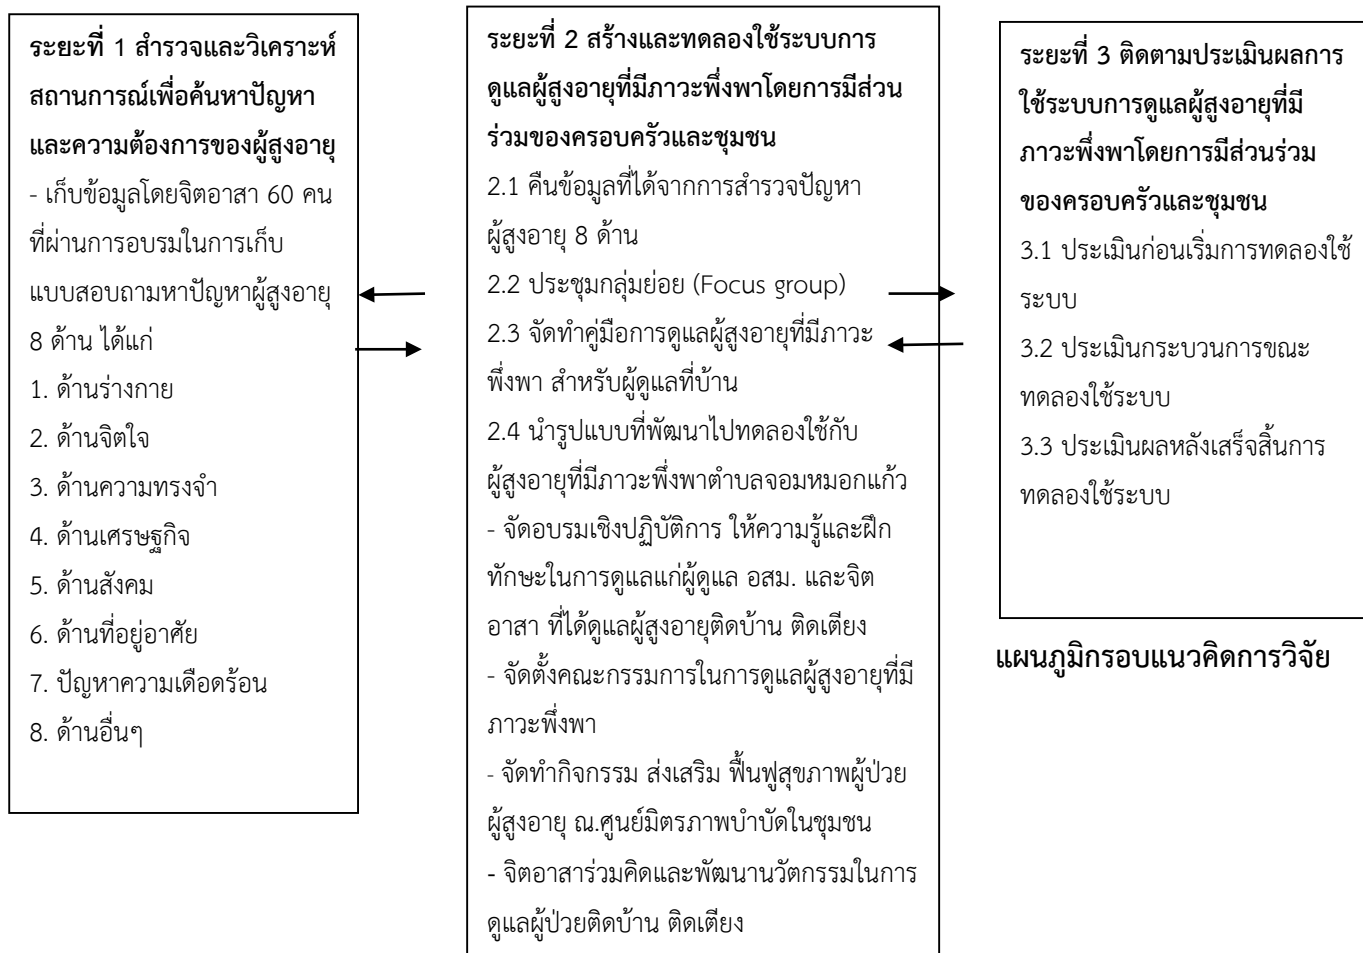 ระยะที่ 1 สำรวจและวิเคราะห์
สถานการณ์เพื่อค้นหาปัญหา
และความต้องการของผู้สูงอายุ
- เก็บข้อมูลโดยจิตอาสา 60 คน
ที่ผ่านการอบรมในการเก็บ
แบบสอบถามหาปัญหาผู้สูงอายุ
8 ด้าน ได้แก่
1. ด้านร่างกาย
2. ด้านจิตใจ
3. ด้านความทรงจำ
4. ด้านเศรษฐกิจ
5. ด้านสังคม
6. ด้านที่อยู่อาศัย
7. ปัญหาความเดือดร้อน
8. ด้านอื่นๆ
ระยะที่ 2 สร้างและทดลองใช้ระบบการ
ดูแลผู้สูงอายุที่มีภาวะพึ่งพาโดยการมีส่วน
ร่วมของครอบครัวและชุมชน
2.1 คืนข้อมูลที่ได้จากการสำรวจปัญหา
ผู้สูงอายุ 8 ด้าน
2.2 ประชุมกลุ่มย่อย (Focus group)
2.3 จัดทำคู่มือการดูแลผู้สูงอายุที่มีภาวะ
พึ่งพา สำหรับผู้ดูแลที่บ้าน
2.4 นำรูปแบบที่พัฒนาไปทดลองใช้กับ
ผู้สูงอายุที่มีภาวะพึ่งพาตำบลจอมหมอกแก้ว
- จัดอบรมเชิงปฏิบัติการ ให้ความรู้และฝึก
ทักษะในการดูแลแก่ผู้ดูแล อสม. และจิต
อาสา ที่ได้ดูแลผู้สูงอายุติดบ้าน ติดเตียง
- จัดตั้งคณะกรรมการในการดูแลผู้สูงอายุที่มี
ภาวะพึ่งพา
- จัดทำกิจกรรม ส่งเสริม ฟื้นฟูสุขภาพผู้ป่วย
ผู้สูงอายุ ณ.ศูนย์มิตรภาพบำบัดในชุมชน
- จิตอาสาร่วมคิดและพัฒนานวัตกรรมในการ
ดูแลผู้ป่วยติดบ้าน ติดเตียง
ระยะที่ 3 ติดตามประเมินผลการ
ใช้ระบบการดูแลผู้สูงอายุที่มี
ภาวะพึ่งพาโดยการมีส่วนร่วม
ของครอบครัวและชุมชน
3.1 ประเมินก่อนเริ่มการทดลองใช้
ระบบ
3.2 ประเมินกระบวนการขณะ
ทดลองใช้ระบบ
3.3 ประเมินผลหลังเสร็จสิ้นการ
ทดลองใช้ระบบ
แผนภูมิกรอบแนวคิดการวิจัย